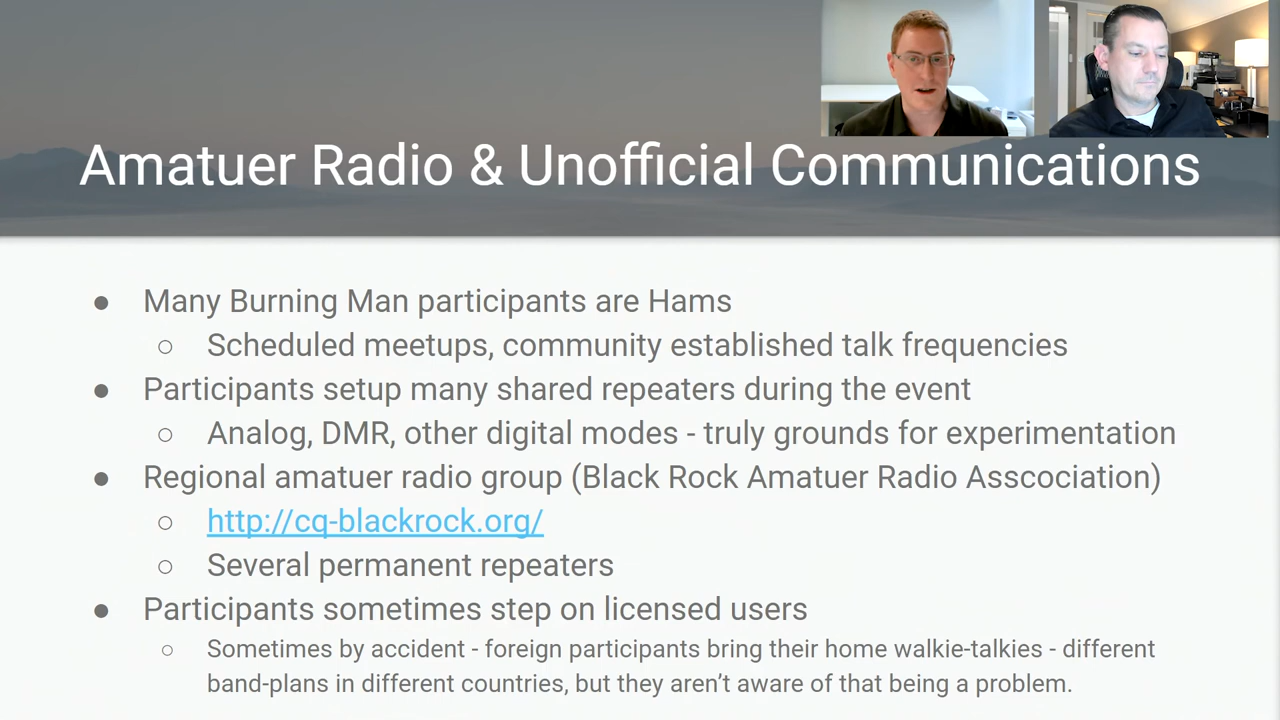 Amatuer Radio & Unofficial Communications
● Many Burning Man participants are Hams
○ Scheduled meetups, community established talk frequencies
● Participants setup many shared repeaters during the event
○ Analog, DMR, other digital modes - truly grounds for experimentation
● Regional amatuer radio group (Black Rock Amatuer Radio Asscociation)
○ http://cq-blackrock.org/
○ Several permanent repeaters
● Participants sometimes step on licensed users
○ Sometimes by accident - foreign participants bring their home walkie-talkies - different
band-plans in different countries, but they aren’t aware of that being a problem.